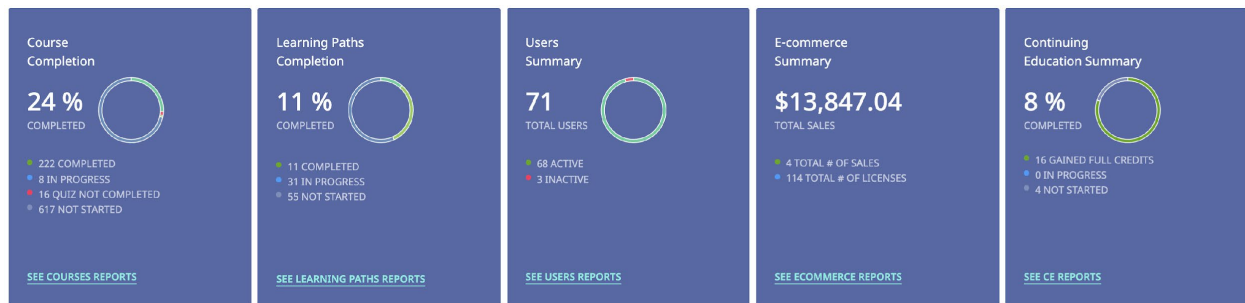 Course
Completion
24 %
COMPLETED
222 COMPLETED
8 IN PROGRESS
16 QUIZ NOT COMPLETED
617 NOT STARTED
SEE COURSES REPORTS
Learning Paths
Completion
11 %
COMPLETED
11 COMPLETED
31 IN PROGRESS
55 NOT STARTED
SEE LEARNING PATHS REPORTS
Users
Summary
71
TOTAL USERS
68 ACTIVE
3 INACTIVE
SEE USERS REPORTS
E-commerce
Summary
$13,847.04
TOTAL SALES
4 TOTAL # OF SALES
114 TOTAL # OF LICENSES
SEE ECOMMERCE REPORTS
Continuing
Education Summary
8 %
COMPLETED
16 GAINED FULL CREDITS
0 IN PROGRESS
4 NOT STARTED
SEE CE REPORTS